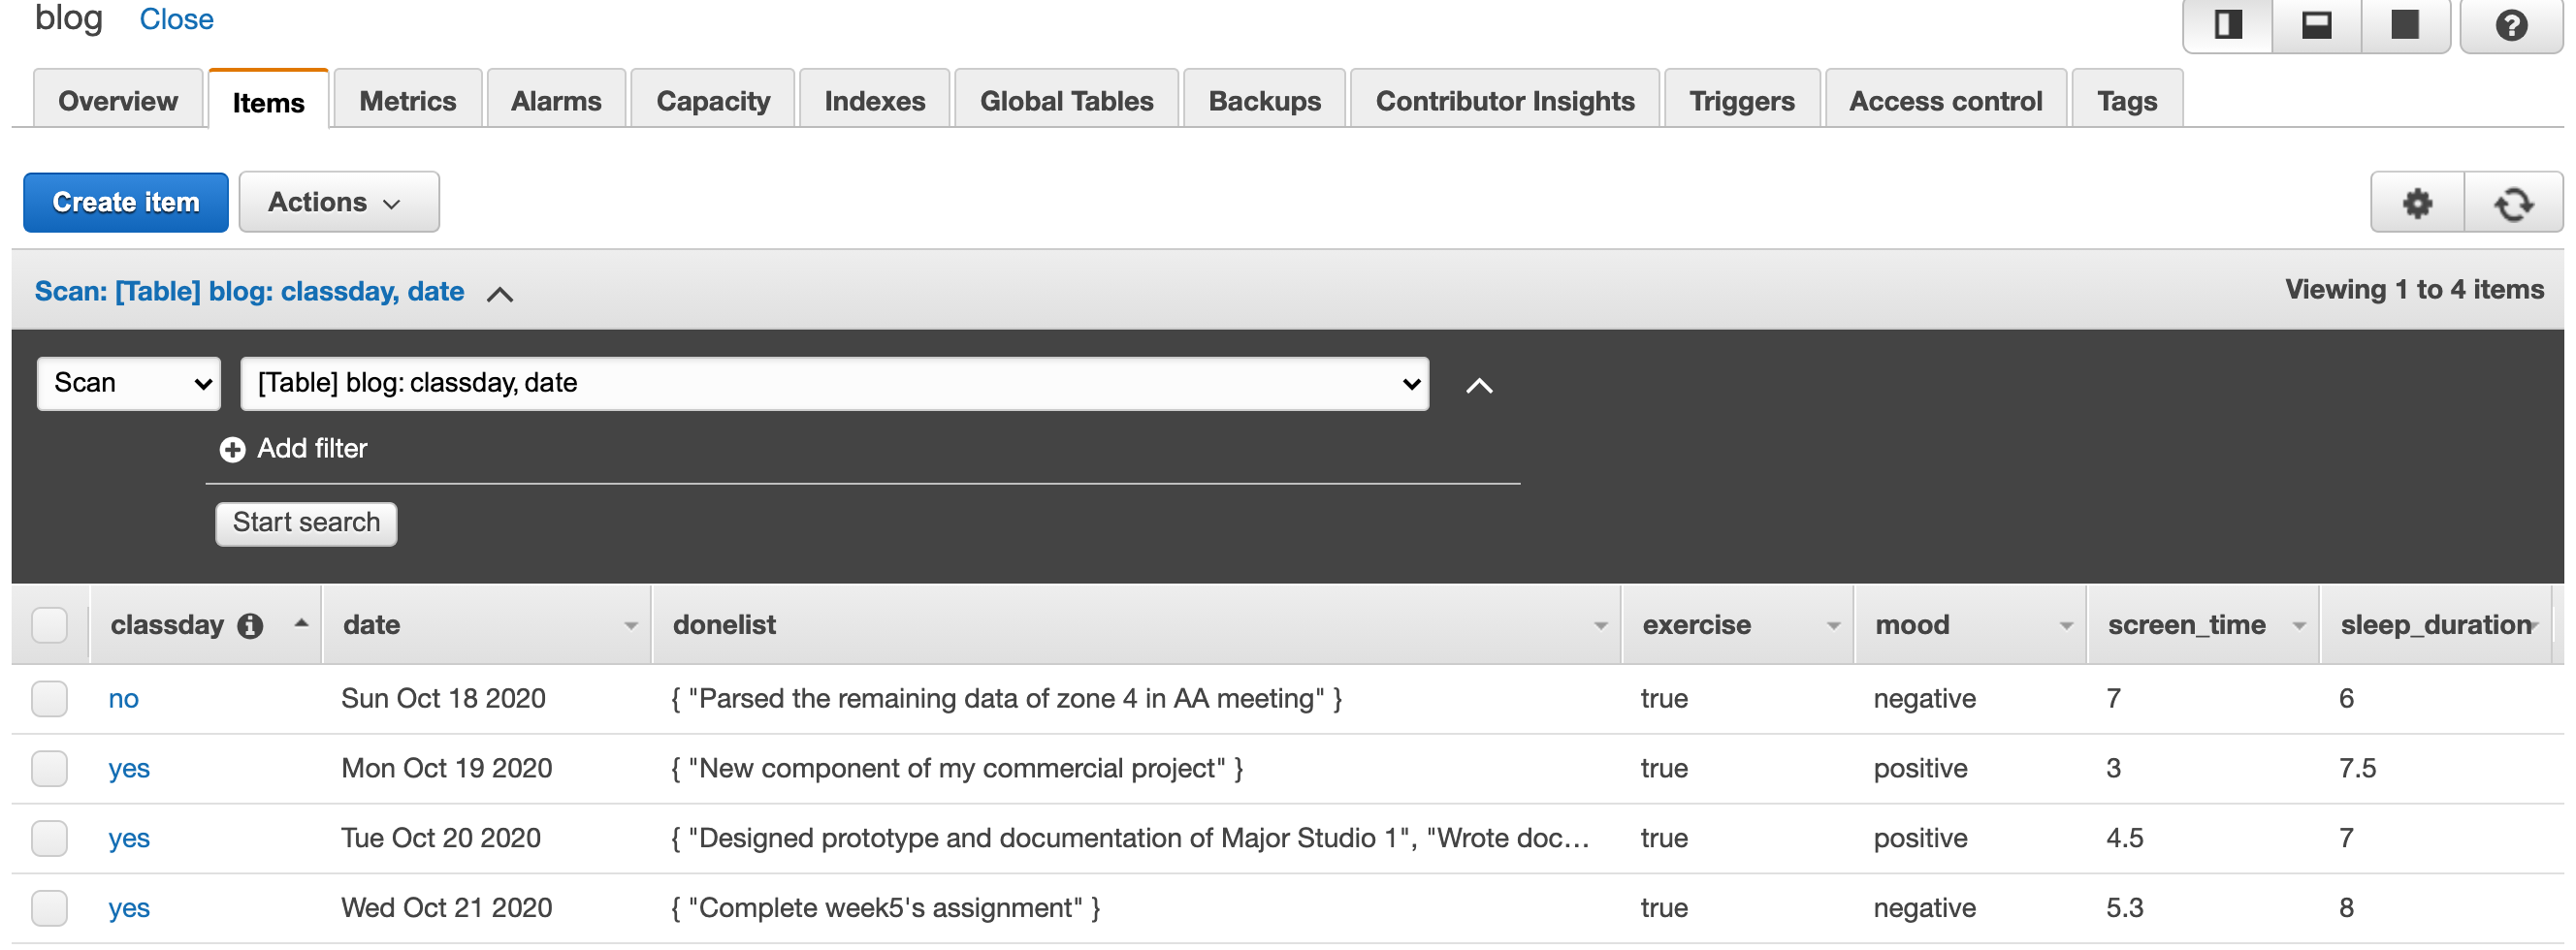 blog Close
Overview Items Metrics Alarms Capacity Indexes Global Tables Backups Contributor Insights Triggers Access control Tags
Create item Actions
Scan: [Table] blog: classday, date Viewing 1 to 4 items
Scan [Table] blog: classday, date
Add filter
Start search
classday date donelist exercise mood screen_time sleep_duration
no Sun Oct 18 2020 { "Parsed the remaining data of zone 4 in AA meeting" } true negative 7 6
yes Mon Oct 19 2020 { "New component of my commercial project" } true positive 3 7.5
yes Tue Oct 20 2020 { "Designed prototype and documentation of Major Studio 1", "Wrote doc... true positive 4.5 7
yes Wed Oct 21 2020 { "Complete week5's assignment" } true negative 5.3 8